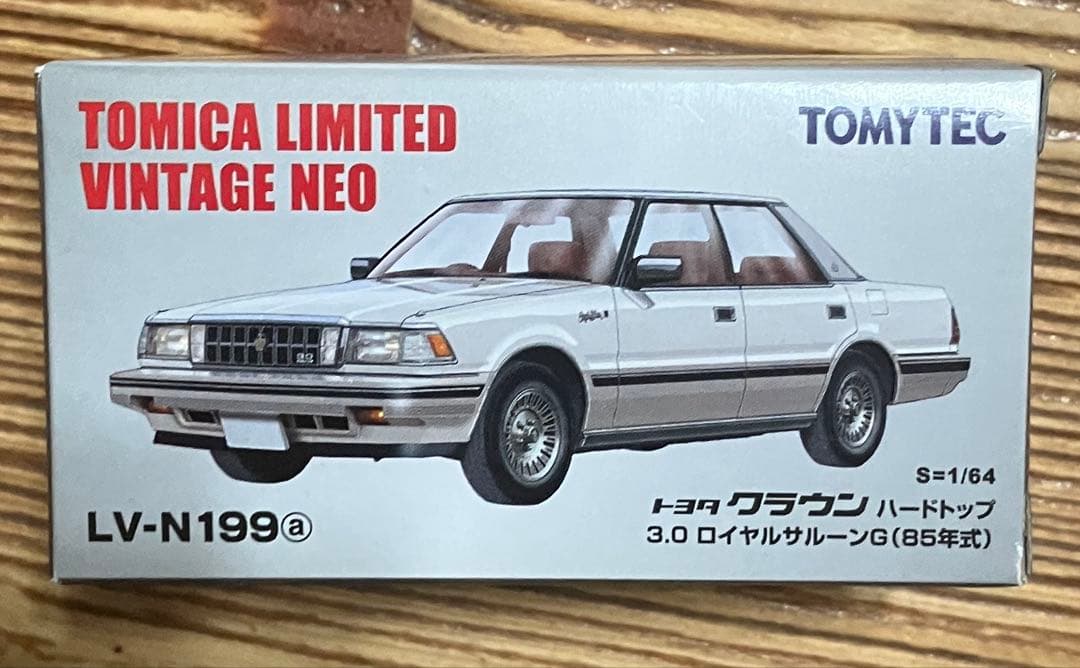 TOMICA LIMITED
VINTAGE NEO
TOMYTEC
S=1/64
LV-N199ⓐ
トヨタ クラウン ハードトップ
3.0 ロイヤルサルーンG(85年式)